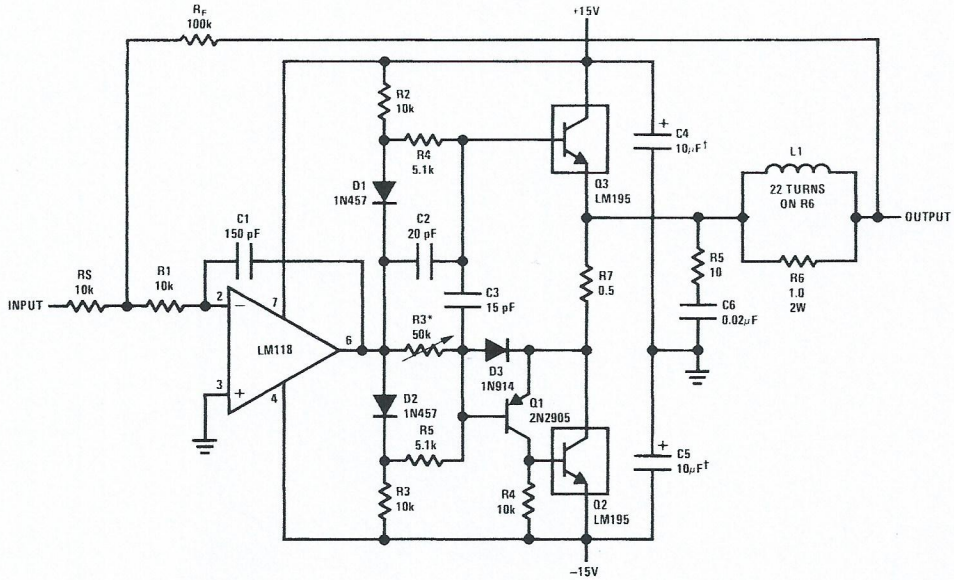 R_F
100k
+15V
R2
10k
R4
5.1k
Q3
LM195
+
C4
10μF†
L1
22 TURNS
ON R6
D1
1N457
C1
150 pF
C2
20 pF
OUTPUT
R5
10
R6
1.0
2W
R7
0.5
RS
10k
R1
10k
INPUT
C3
15 pF
C6
0.02μF
2
−
7
LM118
6
R3*
50k
D3
1N914
3
+
4
D2
1N457
Q1
2N2905
R5
5.1k
+
C5
10μF†
R3
10k
R4
10k
Q2
LM195
−15V